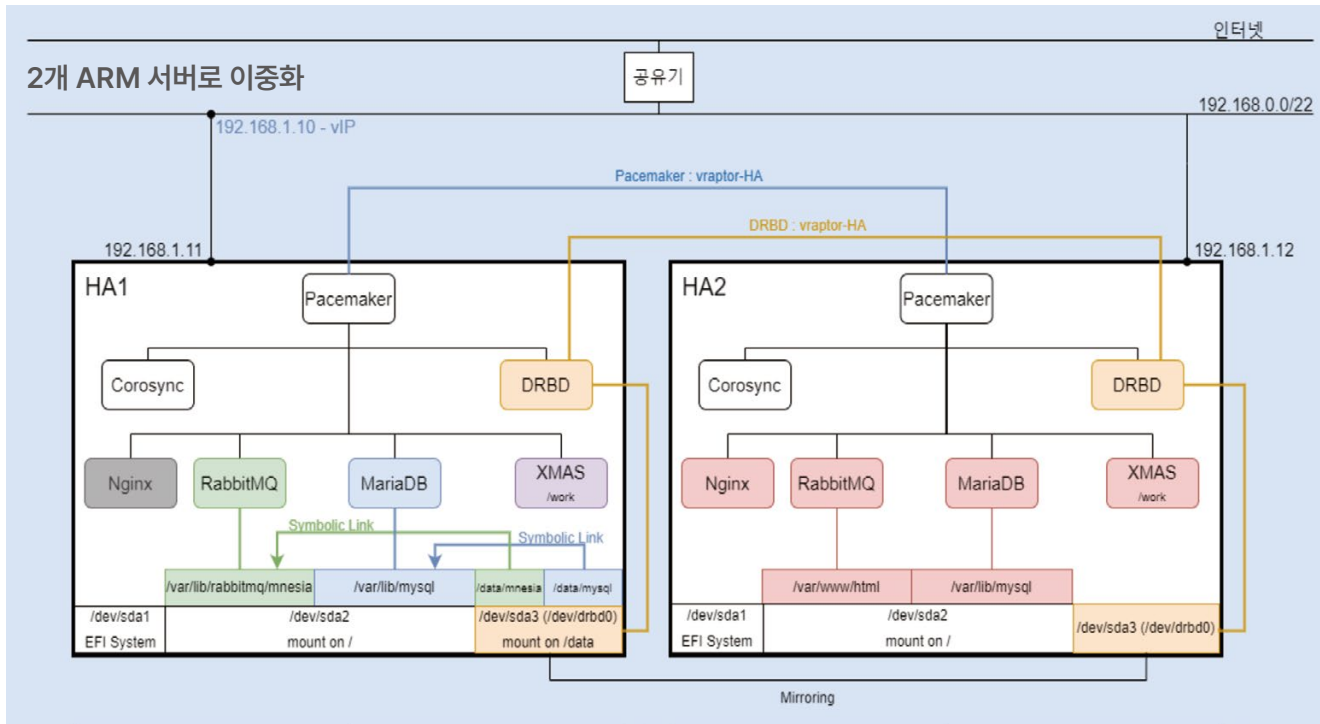 인터넷
2개 ARM 서버로 이중화
공유기
192.168.0.0/22
192.168.1.10 - vIP
Pacemaker : vraptor-HA
DRBD : vraptor-HA
192.168.1.11
192.168.1.12
HA1
Pacemaker
Corosync
DRBD
Nginx
RabbitMQ
MariaDB
XMAS
/work
Symbolic Link
Symbolic Link
/var/lib/rabbitmq/mnesia
/var/lib/mysql
/data/mnesia
/data/mysql
/dev/sda1
EFI System
/dev/sda2
mount on /
/dev/sda3 (/dev/drbd0)
mount on /data
HA2
Pacemaker
Corosync
DRBD
Nginx
RabbitMQ
MariaDB
XMAS
/work
/var/www/html
/var/lib/mysql
/dev/sda1
EFI System
/dev/sda2
mount on /
/dev/sda3 (/dev/drbd0)
Mirroring